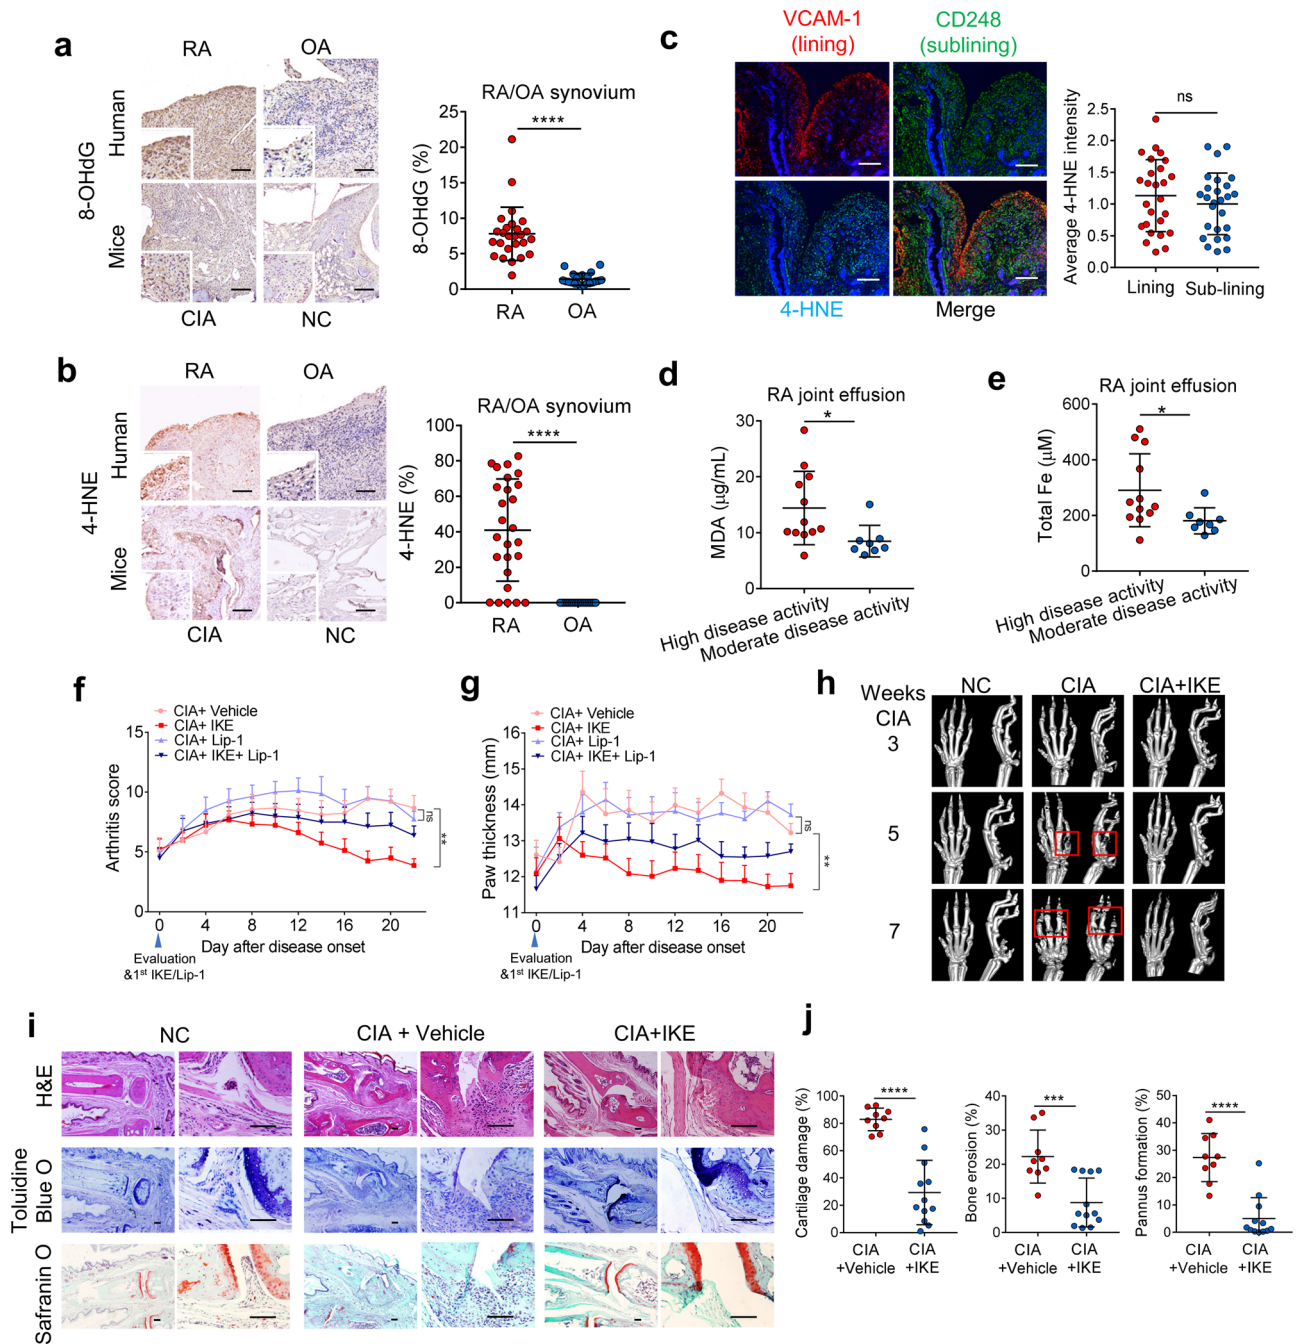 a
RA
OA
8-OHdG
Human
Mice
CIA
NC
RA/OA synovium
****
8-OHdG (%)
25
20
15
10
5
0
RA
OA
b
RA
OA
4-HNE
Human
Mice
CIA
NC
RA/OA synovium
****
4-HNE (%)
100
80
60
40
20
0
RA
OA
c
VCAM-1
(lining)
CD248
(sublining)
4-HNE
Merge
ns
Average 4-HNE intensity
2.5
2.0
1.5
1.0
0.5
0.0
Lining
Sub-lining
d
RA joint effusion
*
MDA (μg/mL)
30
20
10
0
High disease activity
Moderate disease activity
e
RA joint effusion
*
Total Fe (μM)
600
400
200
0
High disease activity
Moderate disease activity
f
CIA+ Vehicle
CIA+ IKE
CIA+ Lip-1
CIA+ IKE+ Lip-1
Arthritis score
15
10
5
0
ns
**
0 4 8 12 16 20
Day after disease onset
Evaluation
&1st IKE/Lip-1
g
CIA+ Vehicle
CIA+ IKE
CIA+ Lip-1
CIA+ IKE+ Lip-1
Paw thickness (mm)
16
15
14
13
12
11
ns
**
0 4 8 12 16 20
Day after disease onset
Evaluation
&1st IKE/Lip-1
h
Weeks
CIA
NC
CIA
CIA+IKE
3
5
7
i
NC
CIA + Vehicle
CIA+IKE
H&E
Toluidine
Blue O
Safranin O
j
****
Cartilage damage (%)
100
80
60
40
20
0
CIA
+Vehicle
CIA
+IKE
***
Bone erosion (%)
40
30
20
10
0
CIA
+Vehicle
CIA
+IKE
****
Pannus formation (%)
50
40
30
20
10
0
CIA
+Vehicle
CIA
+IKE